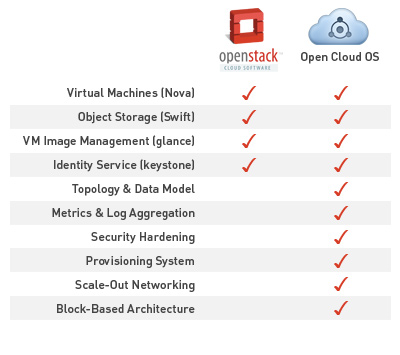 openstack™
CLOUD SOFTWARE
Open Cloud OS
Virtual Machines (Nova)
Object Storage (Swift)
VM Image Management (glance)
Identity Service (keystone)
Topology & Data Model
Metrics & Log Aggregation
Security Hardening
Provisioning System
Scale-Out Networking
Block-Based Architecture